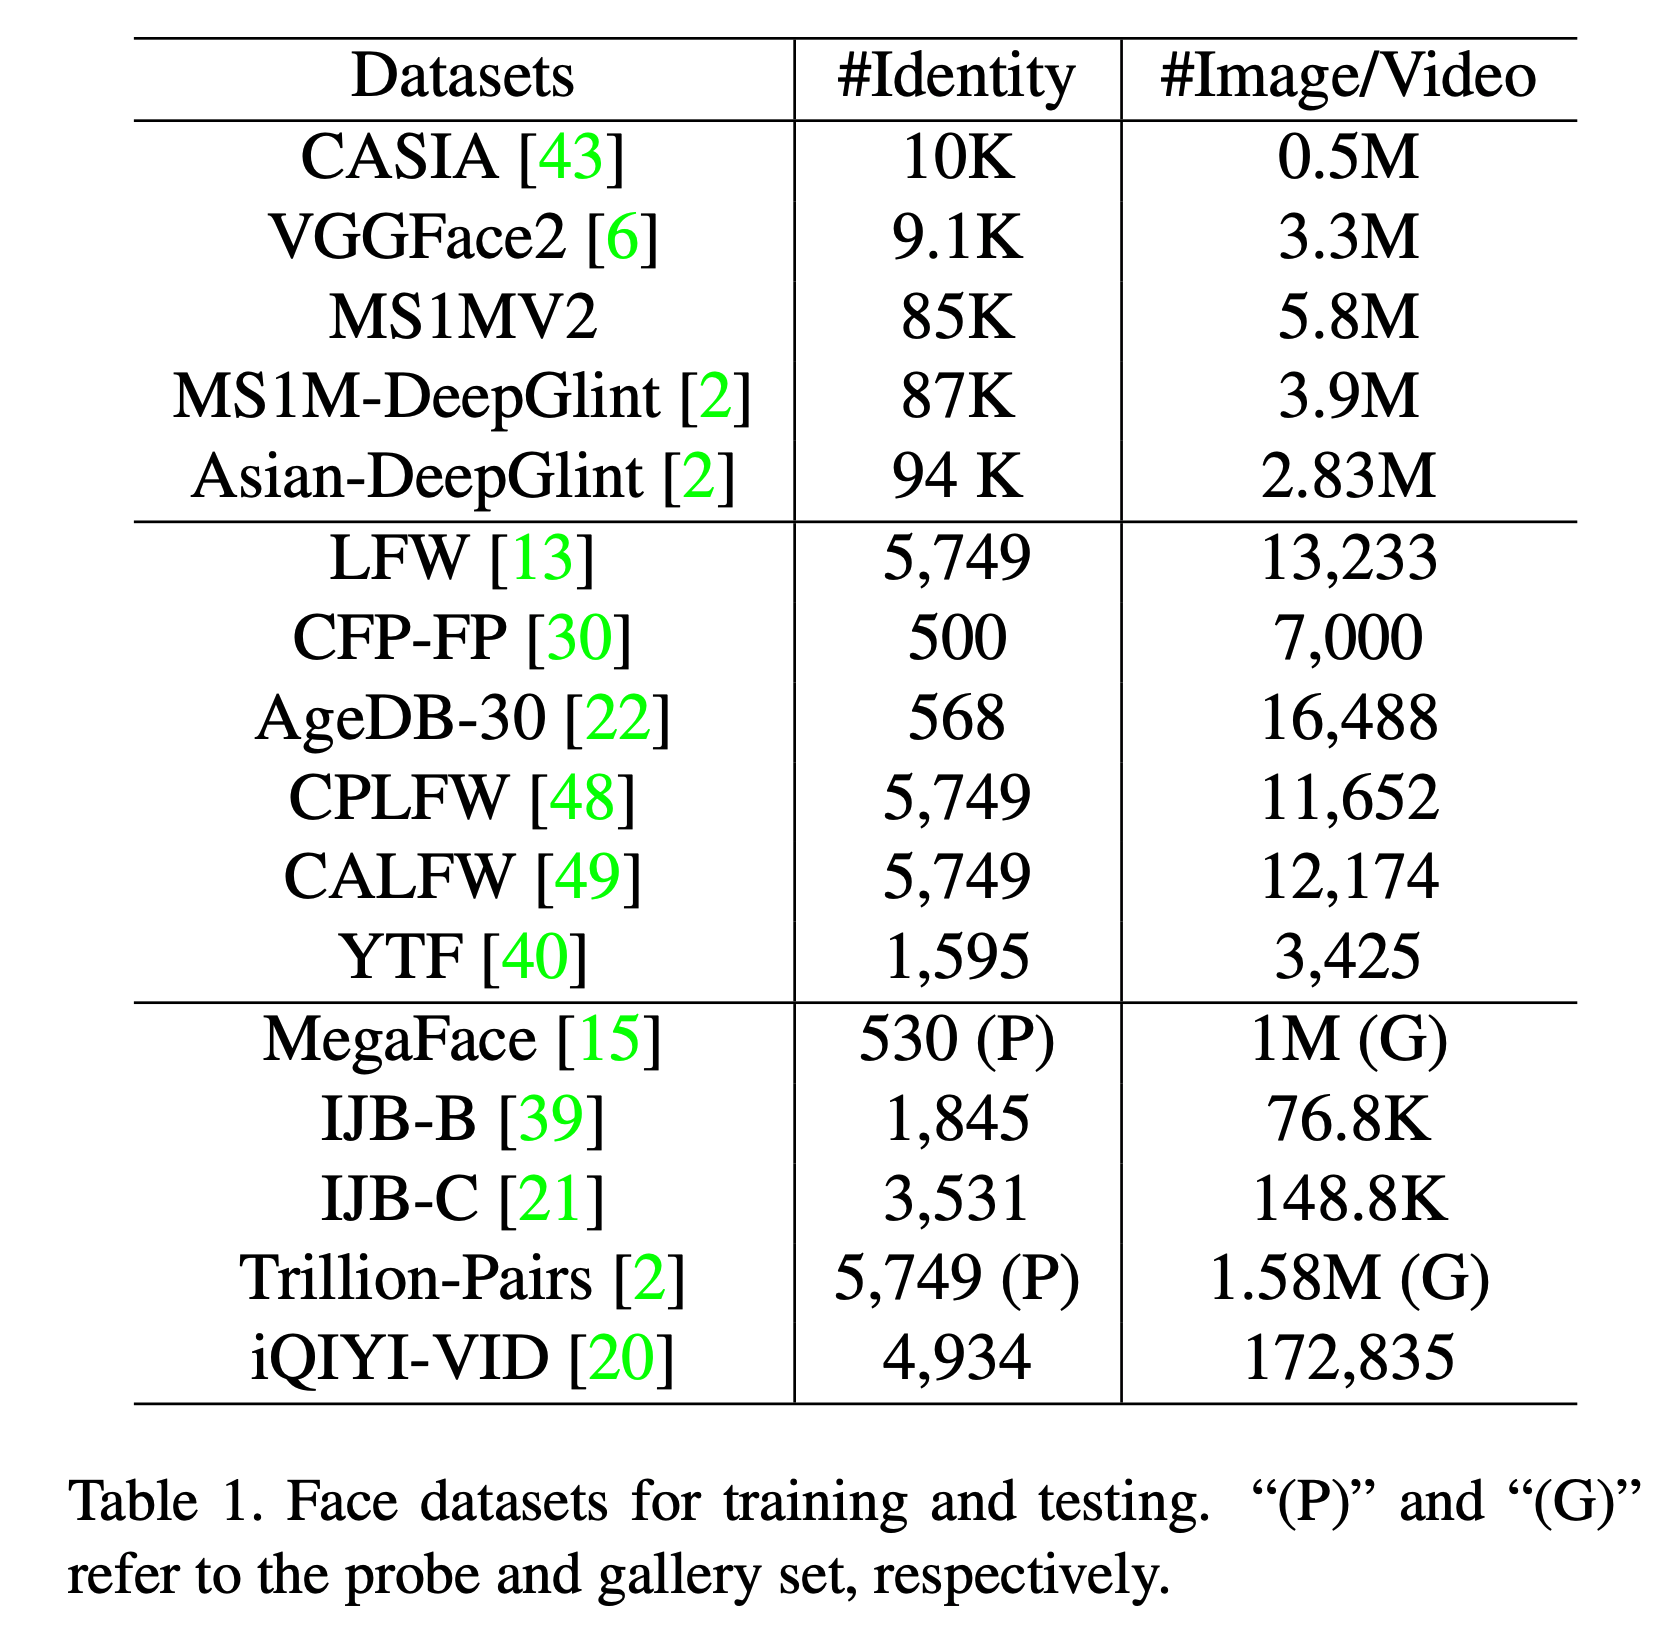 Datasets #Identity #Image/Video
CASIA [43] 10K 0.5M
VGGFace2 [6] 9.1K 3.3M
MS1MV2 85K 5.8M
MS1M-DeepGlint [2] 87K 3.9M
Asian-DeepGlint [2] 94 K 2.83M
LFW [13] 5,749 13,233
CFP-FP [30] 500 7,000
AgeDB-30 [22] 568 16,488
CPLFW [48] 5,749 11,652
CALFW [49] 5,749 12,174
YTF [40] 1,595 3,425
MegaFace [15] 530 (P) 1M (G)
IJB-B [39] 1,845 76.8K
IJB-C [21] 3,531 148.8K
Trillion-Pairs [2] 5,749 (P) 1.58M (G)
iQIYI-VID [20] 4,934 172,835
Table 1. Face datasets for training and testing. “(P)” and “(G)”
refer to the probe and gallery set, respectively.